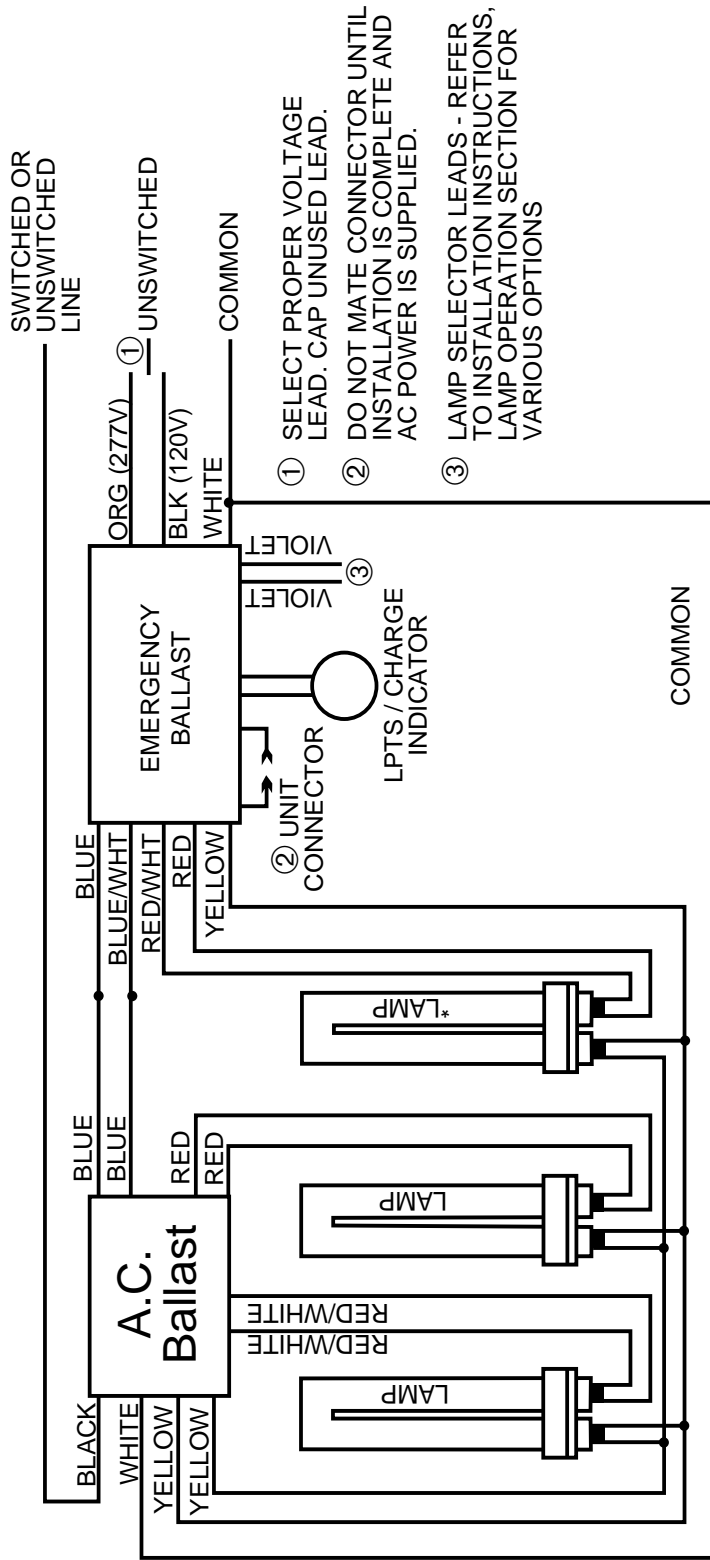 SWITCHED OR
UNSWITCHED
LINE
BLACK
WHITE
YELLOW
YELLOW
A.C.
Ballast
BLUE
BLUE
RED
RED
RED/WHITE
RED/WHITE
LAMP
LAMP
*LAMP
BLUE
BLUE/WHT
RED/WHT
RED
YELLOW
EMERGENCY
BALLAST
ORG (277V)
① UNSWITCHED
BLK (120V)
WHITE
COMMON
② UNIT
CONNECTOR
LPTS / CHARGE
INDICATOR
VIOLET
VIOLET
③
COMMON
① SELECT PROPER VOLTAGE
LEAD. CAP UNUSED LEAD.
② DO NOT MATE CONNECTOR UNTIL
INSTALLATION IS COMPLETE AND
AC POWER IS SUPPLIED.
③ LAMP SELECTOR LEADS - REFER
TO INSTALLATION INSTRUCTIONS,
LAMP OPERATION SECTION FOR
VARIOUS OPTIONS